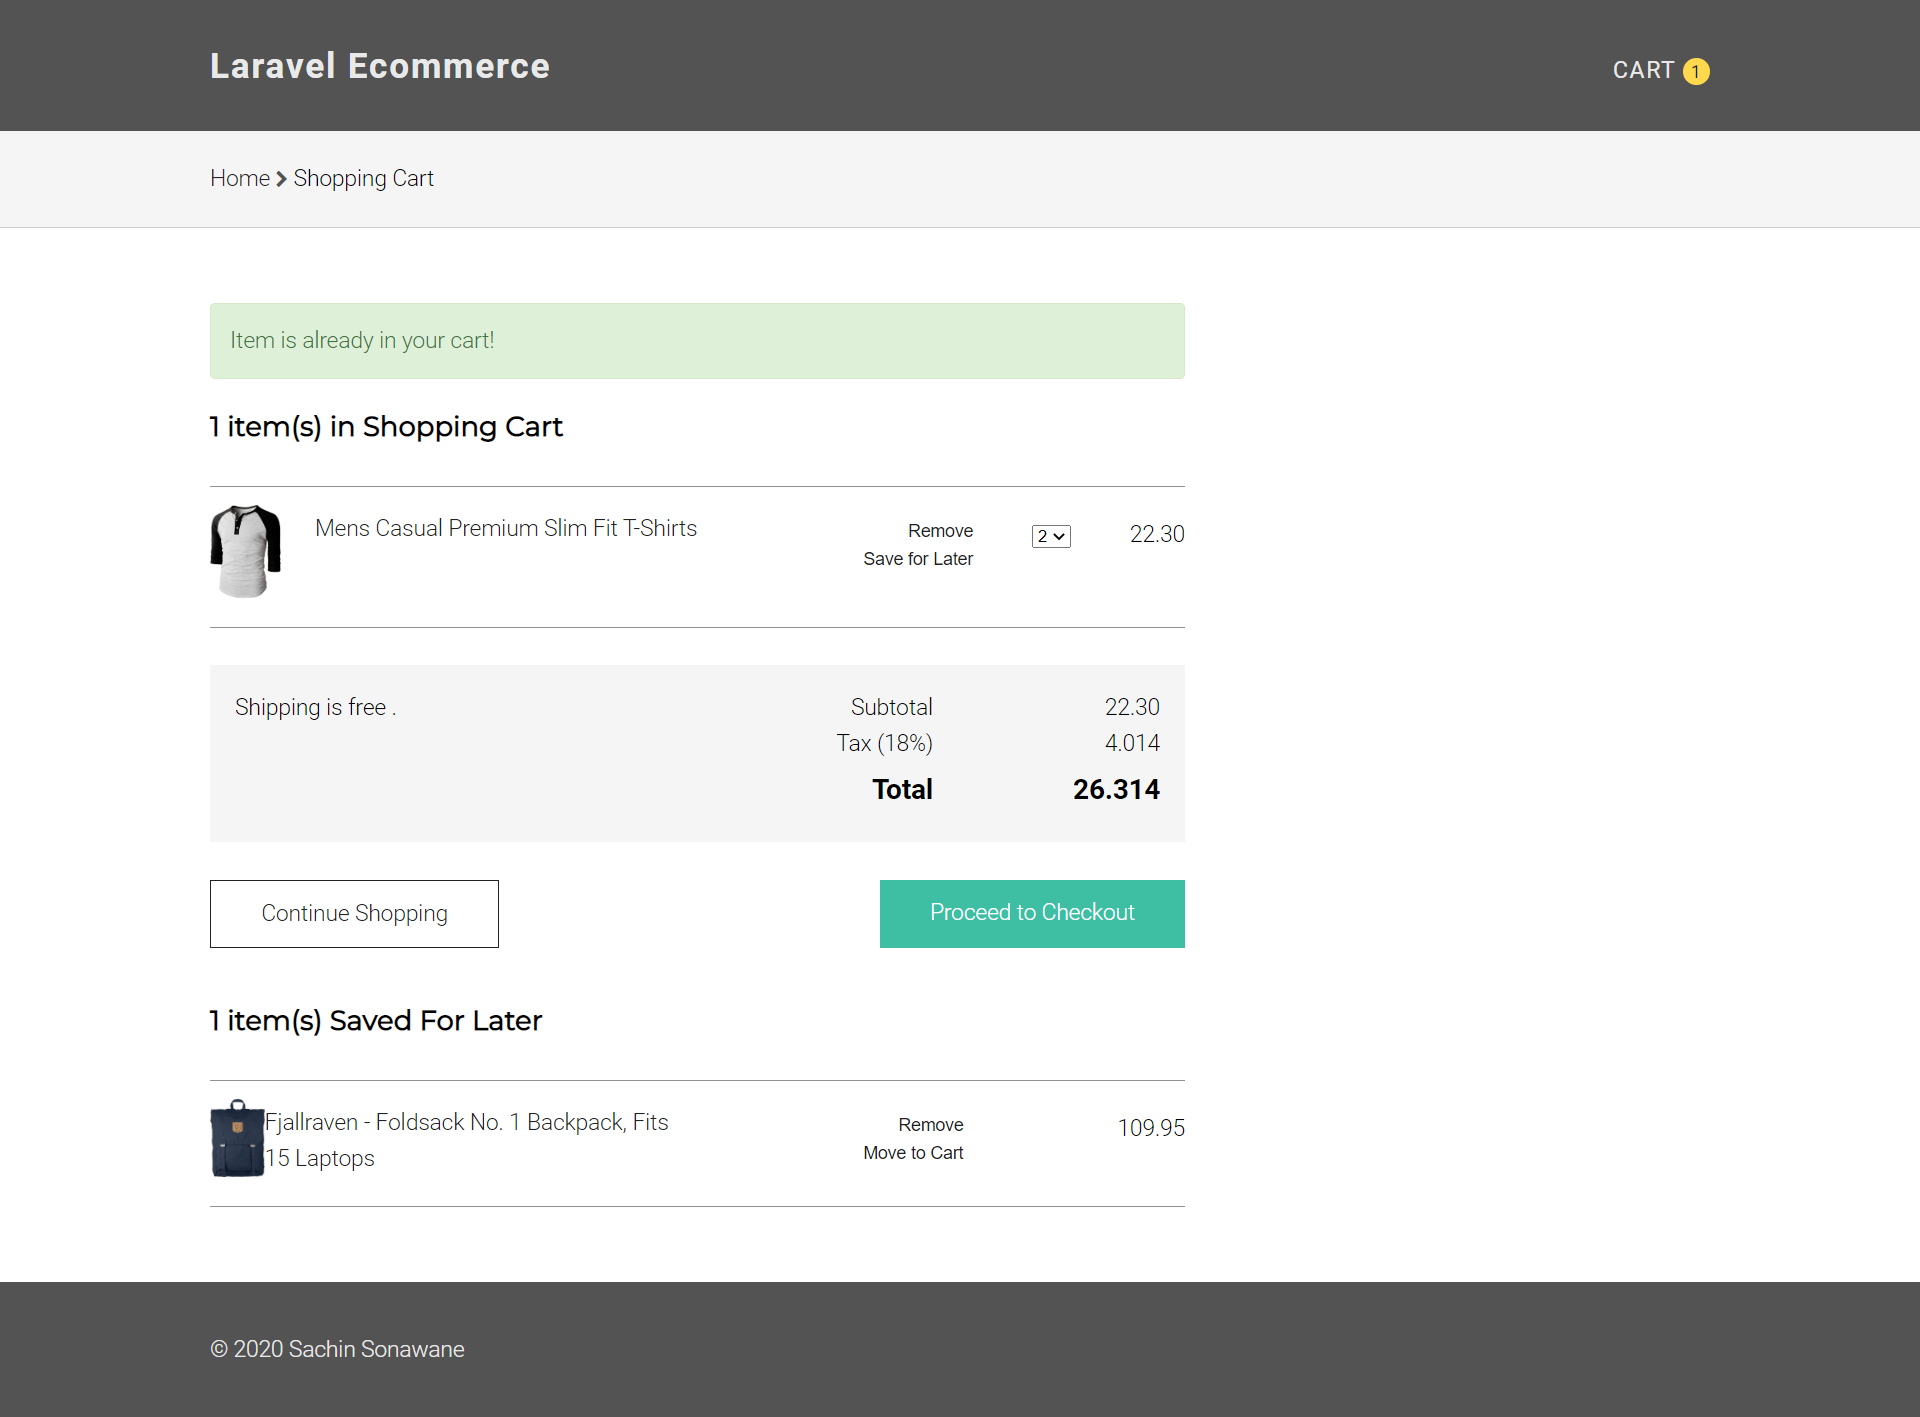 Laravel Ecommerce
CART 1
Home Shopping Cart
Item is already in your cart!
1 item(s) in Shopping Cart
Mens Casual Premium Slim Fit T-Shirts
Remove
Save for Later
2
22.30
Shipping is free .
Subtotal 22.30
Tax (18%) 4.014
Total 26.314
Continue Shopping
Proceed to Checkout
1 item(s) Saved For Later
Fjallraven - Foldsack No. 1 Backpack, Fits
15 Laptops
Remove
Move to Cart
109.95
© 2020 Sachin Sonawane